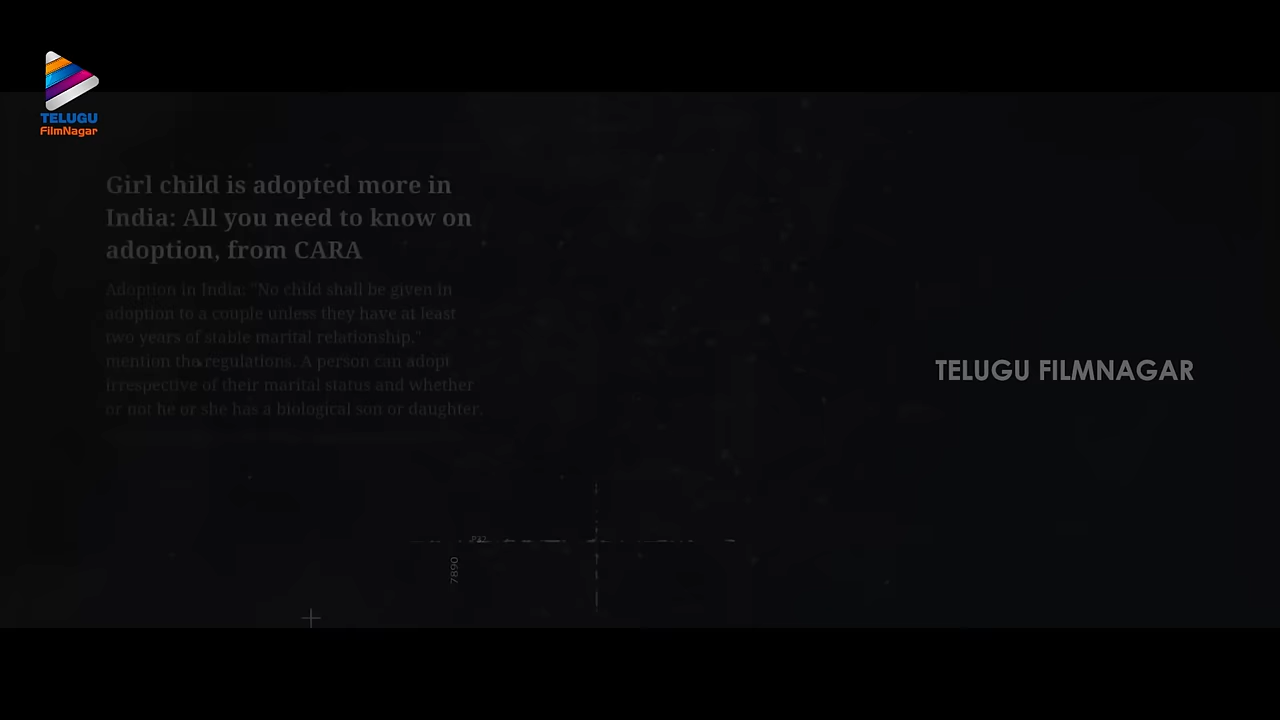 TELUGU
FilmNagar
Girl child is adopted more in
India: All you need to know on
adoption, from CARA
Adoption in India: "No child shall be given in
adoption to a couple unless they have at least
two years of stable marital relationship."
mention the regulations. A person can adopt
irrespective of their marital status and whether
or not he or she has a biological son or daughter.
TELUGU FILMNAGAR
P32
7890